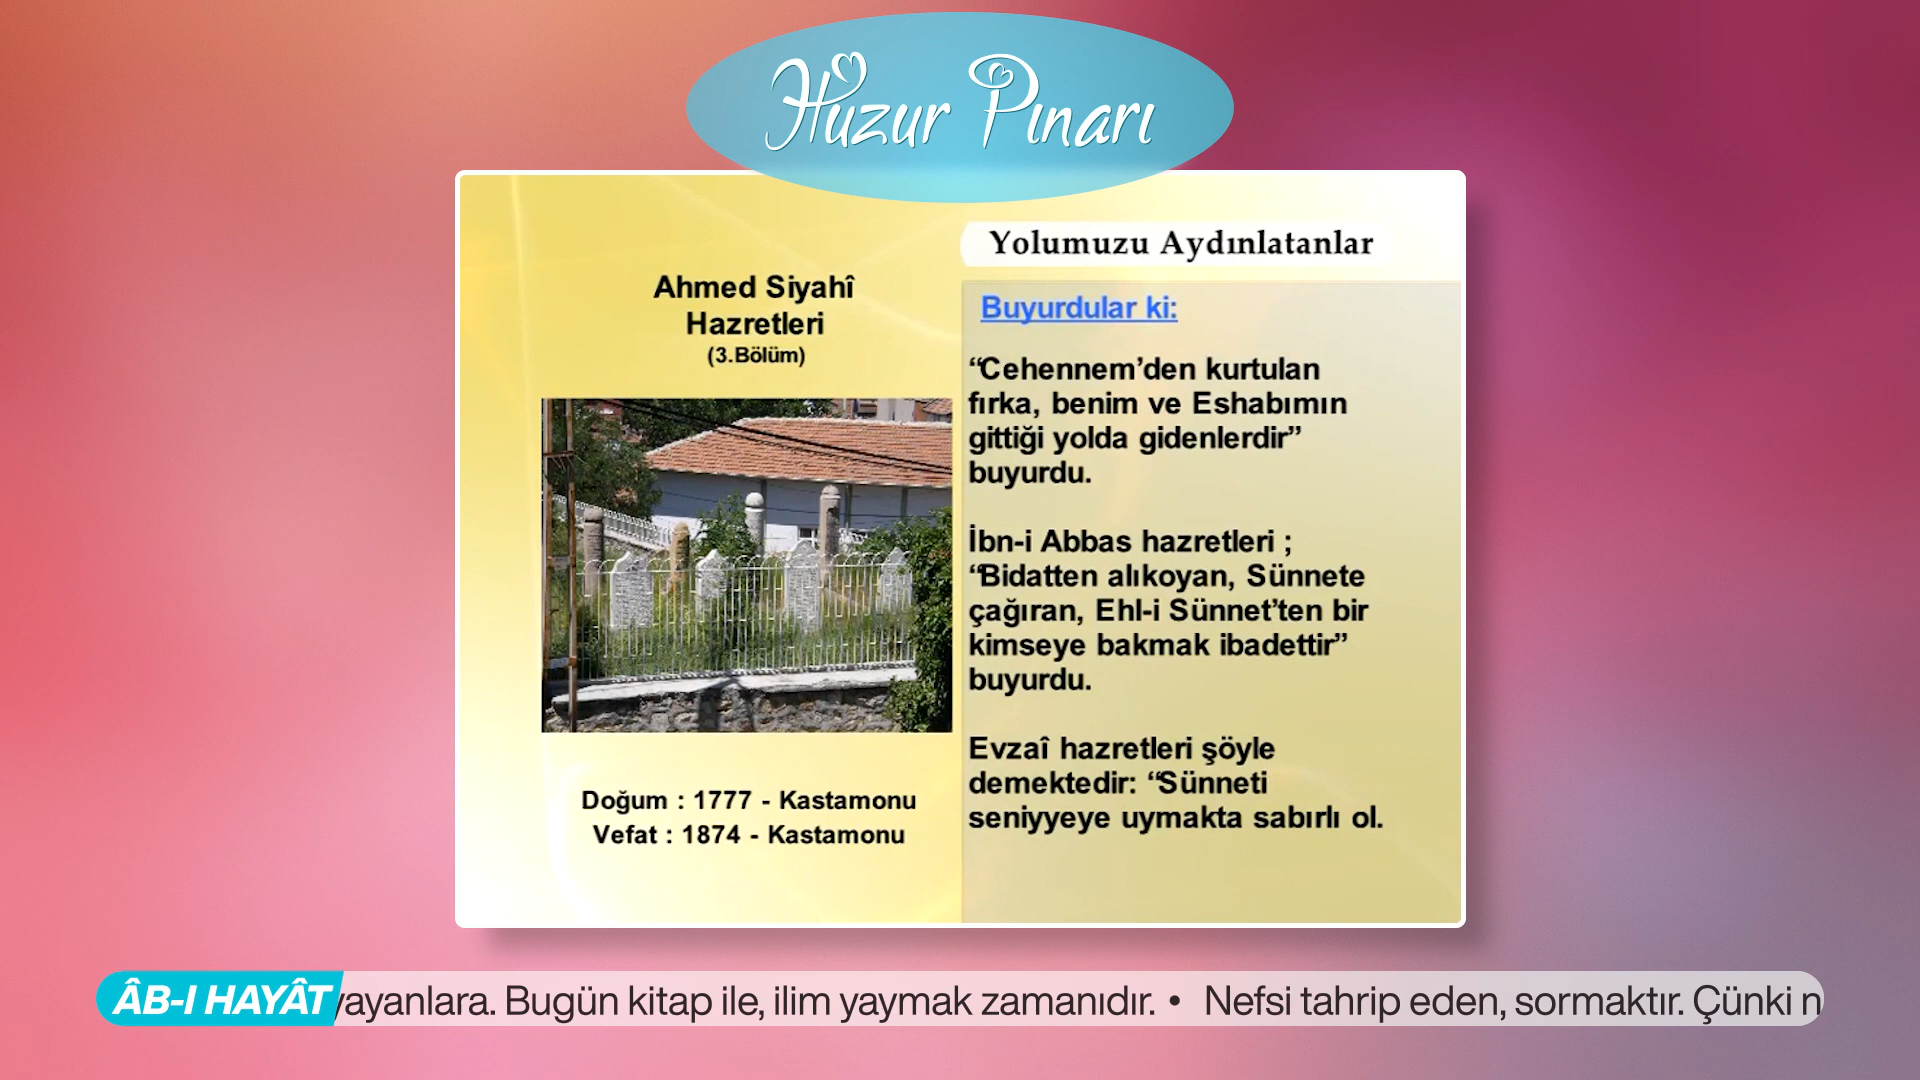 Huzur Pınarı
Yolumuzu Aydınlatanlar
Ahmed Siyahî
Hazretleri
(3.Bölüm)
Doğum : 1777 - Kastamonu
Vefat : 1874 - Kastamonu
Buyurdular ki:
“Cehennem’den kurtulan
fırka, benim ve Eshabımın
gittiği yolda gidenlerdir”
buyurdu.
İbn-i Abbas hazretleri ;
“Bidatten alıkoyan, Sünnete
çağıran, Ehl-i Sünnet’ten bir
kimseye bakmak ibadettir”
buyurdu.
Evzaî hazretleri şöyle
demektedir: “Sünneti
seniyyeye uymakta sabırlı ol.
ÂB-I HAYÂT yayanlara. Bugün kitap ile, ilim yaymak zamanıdır. • Nefsi tahrip eden, sormaktır. Çünki n